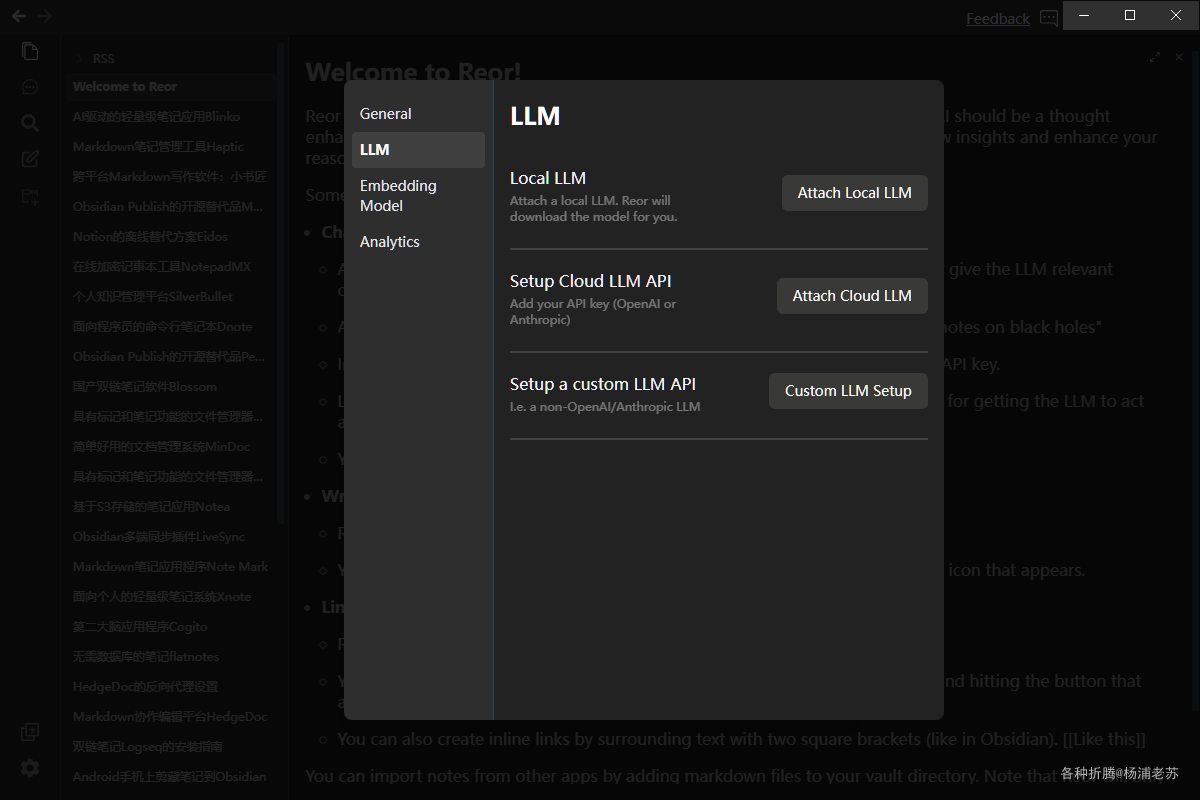 Feedback
RSS
Welcome to Reor
AI驱动的轻量级笔记应用Blinko
Markdown笔记管理工具Haptic
跨平台Markdown写作软件：小书匠
Obsidian Publish的开源替代品M...
Notion的离线替代方案Eidos
在线加密记事本工具NotepadMX
个人知识管理平台SilverBullet
面向程序员的命令行笔记本Dnote
Obsidian Publish的开源替代品Pe...
国产双链笔记软件Blossom
具有标记和笔记功能的文件管理器...
简单好用的文档管理系统MinDoc
具有标记和笔记功能的文件管理器...
基于S3存储的笔记应用Notea
Obsidian多端同步插件LiveSync
Markdown笔记应用程序Note Mark
面向个人的轻量级笔记系统Xnote
第二大脑应用程序Cogito
无需数据库的笔记flatnotes
HedgeDoc的反向代理设置
Markdown协作编辑平台HedgeDoc
双链笔记Logseq的安装指南
Android手机上剪藏笔记到Obsidian
Welcome to Reor!
Reor
should be a thought
enha
insights and enhance your
reaso
Some
give the LLM relevant
notes on black holes"
API key.
for getting the LLM to act
icon that appears.
Lin
nd hitting the button that
You can also create inline links by surrounding text with two square brackets (like in Obsidian). [[Like this]]
You can import notes from other apps by adding markdown files to your vault directory. Note that
General
LLM
Embedding
Model
Analytics
LLM
Local LLM
Attach a local LLM. Reor will
download the model for you.
Attach Local LLM
Setup Cloud LLM API
Add your API key (OpenAI or
Anthropic)
Attach Cloud LLM
Setup a custom LLM API
I.e. a non-OpenAI/Anthropic LLM
Custom LLM Setup
各种折腾@杨浦老苏